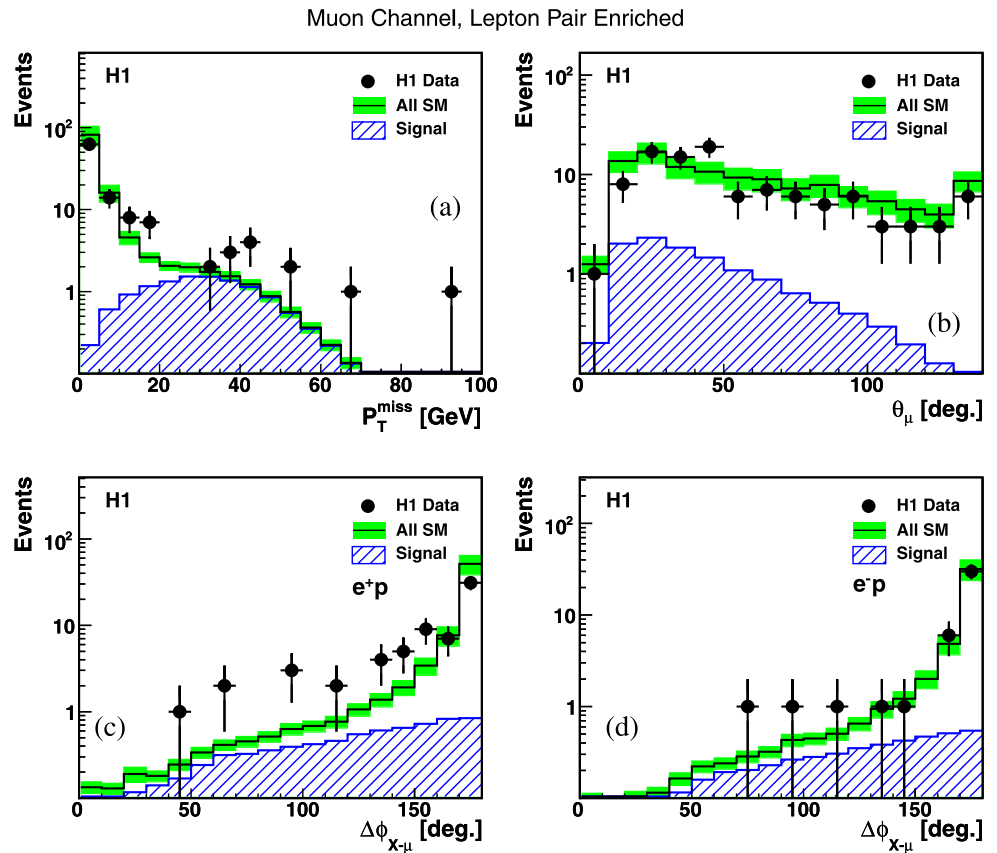 Muon Channel, Lepton Pair Enriched
Events
H1
H1 Data
All SM
Signal
(a)
10²
10
1
0 20 40 60 80 100
P_T^miss [GeV]
Events
H1
H1 Data
All SM
Signal
(b)
10²
10
1
0 50 100
θ_μ [deg.]
Events
H1
H1 Data
All SM
Signal
e⁺p
(c)
10²
10
1
0 50 100 150
Δϕ_X-μ [deg.]
Events
H1
H1 Data
All SM
Signal
e⁻p
(d)
10²
10
1
0 50 100 150
Δϕ_X-μ [deg.]